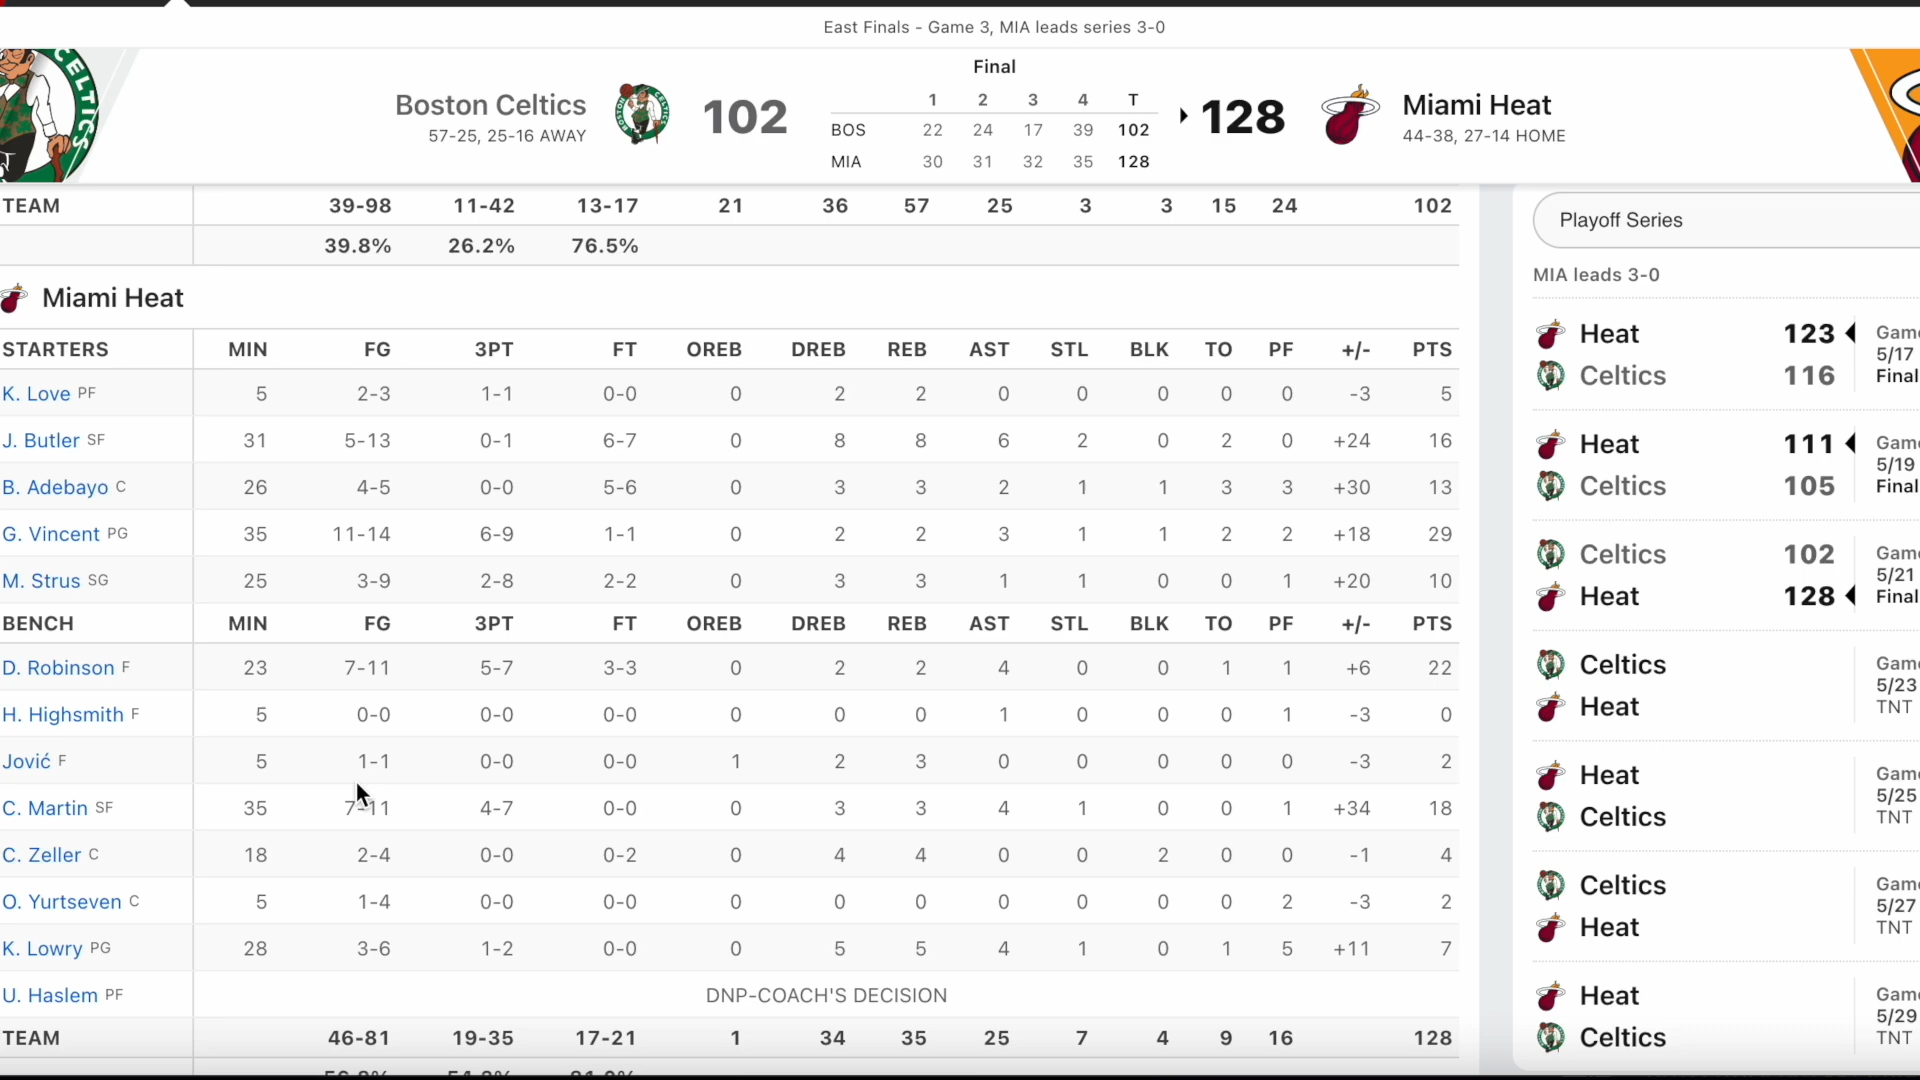 East Finals - Game 3, MIA leads series 3-0
Final
Boston Celtics
57-25, 25-16 AWAY
102
1 2 3 4 T
BOS 22 24 17 39 102
MIA 30 31 32 35 128
128
Miami Heat
44-38, 27-14 HOME
TEAM 39-98 11-42 13-17 21 36 57 25 3 3 15 24 102
39.8% 26.2% 76.5%
Miami Heat
STARTERS MIN FG 3PT FT OREB DREB REB AST STL BLK TO PF +/- PTS
K. Love PF 5 2-3 1-1 0-0 0 2 2 0 0 0 0 0 -3 5
J. Butler SF 31 5-13 0-1 6-7 0 8 8 6 2 0 2 0 +24 16
B. Adebayo C 26 4-5 0-0 5-6 0 3 3 2 1 1 3 3 +30 13
G. Vincent PG 35 11-14 6-9 1-1 0 2 2 3 1 1 2 2 +18 29
M. Strus SG 25 3-9 2-8 2-2 0 3 3 1 1 0 0 1 +20 10
BENCH MIN FG 3PT FT OREB DREB REB AST STL BLK TO PF +/- PTS
D. Robinson F 23 7-11 5-7 3-3 0 2 2 4 0 0 1 1 +6 22
H. Highsmith F 5 0-0 0-0 0-0 0 0 0 1 0 0 0 1 -3 0
Jović F 5 1-1 0-0 0-0 1 2 3 0 0 0 0 0 -3 2
C. Martin SF 35 7-11 4-7 0-0 0 3 3 4 1 0 0 1 +34 18
C. Zeller C 18 2-4 0-0 0-2 0 4 4 0 0 2 0 0 -1 4
O. Yurtseven C 5 1-4 0-0 0-0 0 0 0 0 0 0 0 2 -3 2
K. Lowry PG 28 3-6 1-2 0-0 0 5 5 4 1 0 1 5 +11 7
U. Haslem PF DNP-COACH'S DECISION
TEAM 46-81 19-35 17-21 1 34 35 25 7 4 9 16 128
Playoff Series
MIA leads 3-0
Heat 123
Celtics 116
5/17
Final
Heat 111
Celtics 105
5/19
Final
Celtics 102
Heat 128
5/21
Final
Celtics
Heat
5/23
TNT
Heat
Celtics
5/25
TNT
Celtics
Heat
5/27
TNT
Heat
Celtics
5/29
TNT